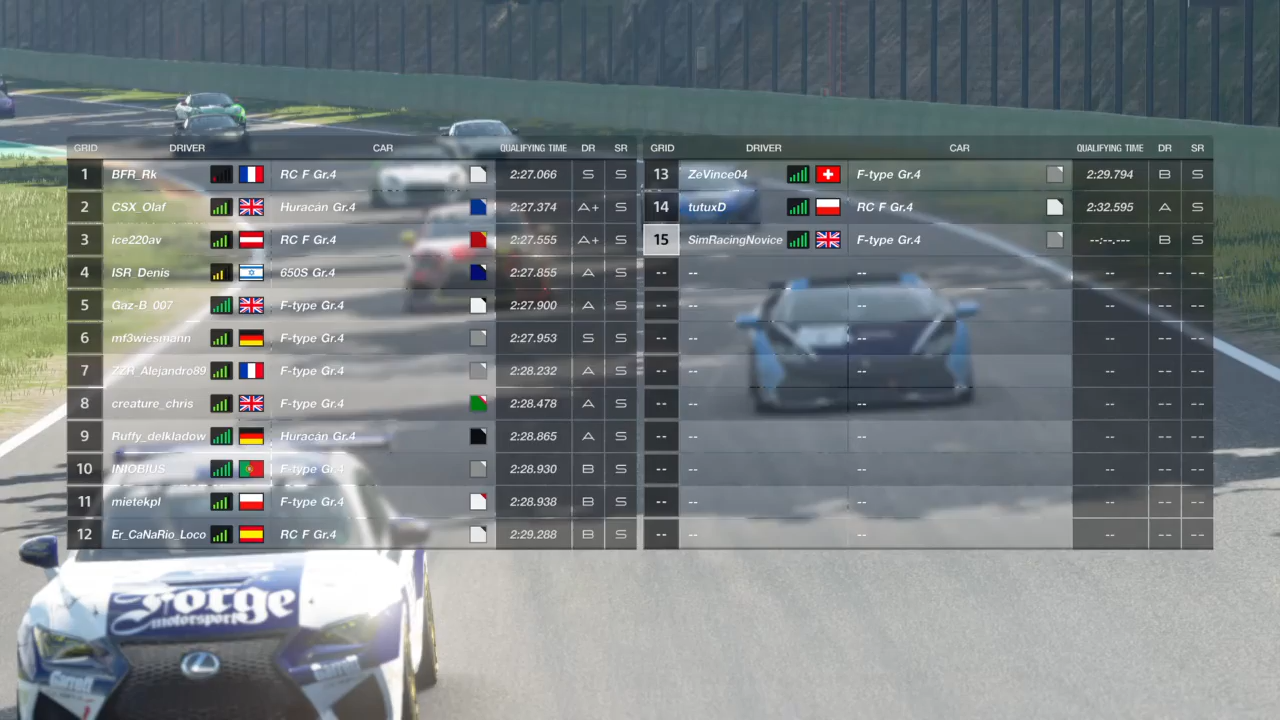 GRID DRIVER CAR QUALIFYING TIME DR SR
1 BFR_Rk RC F Gr.4 2:27.066 S S
2 CSX_Olaf Huracán Gr.4 2:27.374 A+ S
3 ice220av RC F Gr.4 2:27.555 A+ S
4 ISR_Denis 650S Gr.4 2:27.855 A S
5 Gaz-B_007 F-type Gr.4 2:27.900 A S
6 mf3wiesmann F-type Gr.4 2:27.953 S S
7 ZZR_Alejandro89 F-type Gr.4 2:28.232 A S
8 creature_chris F-type Gr.4 2:28.478 A S
9 Ruffy_delkladow Huracán Gr.4 2:28.865 A S
10 INIOBIUS F-type Gr.4 2:28.930 B S
11 mietekpl F-type Gr.4 2:28.938 B S
12 Er_CaNaRio_Loco RC F Gr.4 2:29.288 B S
GRID DRIVER CAR QUALIFYING TIME DR SR
13 ZeVince04 F-type Gr.4 2:29.794 B S
14 tutuxD RC F Gr.4 2:32.595 A S
15 SimRacingNovice F-type Gr.4 --:--.--- B S
-- -- -- -- -- --
-- -- -- -- -- --
-- -- -- -- -- --
-- -- -- -- -- --
-- -- -- -- -- --
-- -- -- -- -- --
-- -- -- -- -- --
-- -- -- -- -- --
-- -- -- -- -- --
Forge
motorsport
Garrett
Garrett